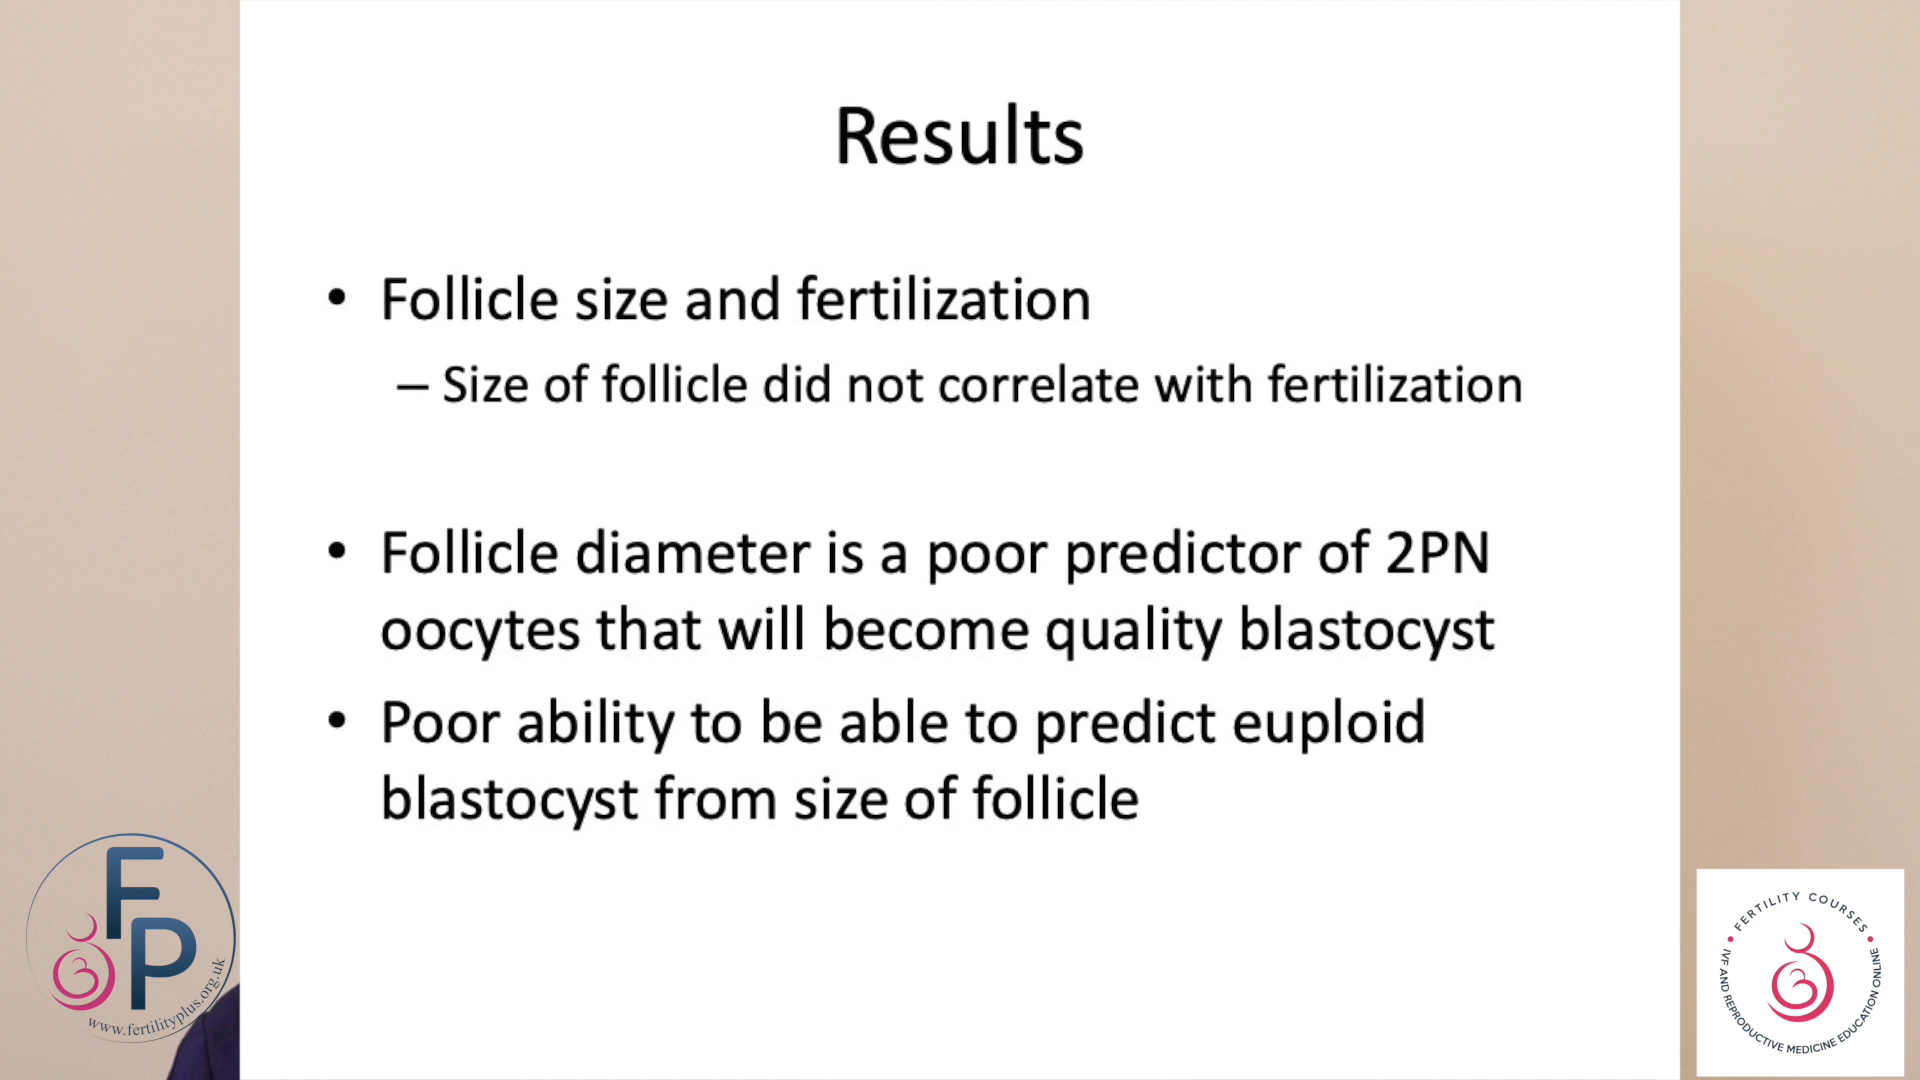 Results
• Follicle size and fertilization
– Size of follicle did not correlate with fertilization
• Follicle diameter is a poor predictor of 2PN
oocytes that will become quality blastocyst
• Poor ability to be able to predict euploid
blastocyst from size of follicle
FP
www.fertilityplus.org.uk
• FERTILITY COURSES •
IVF AND REPRODUCTIVE MEDICINE EDUCATION ONLINE